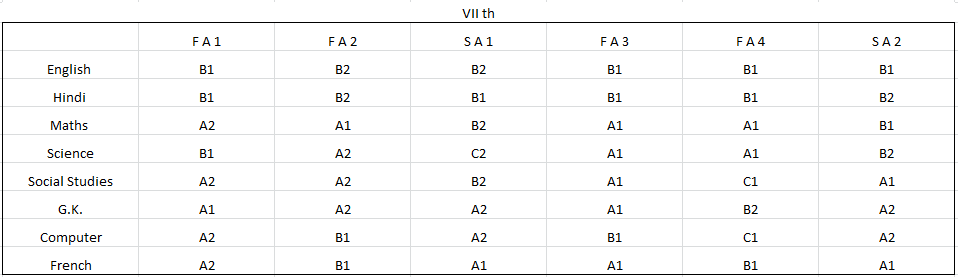 VII th
F A 1 F A 2 S A 1 F A 3 F A 4 S A 2
English B1 B2 B2 B1 B1 B1
Hindi B1 B2 B1 B1 B1 B2
Maths A2 A1 B2 A1 A1 B1
Science B1 A2 C2 A1 A1 B2
Social Studies A2 A2 B2 A1 C1 A1
G.K. A1 A2 A2 A1 B2 A2
Computer A2 B1 A2 B1 C1 A2
French A2 B1 A1 A1 B1 A1